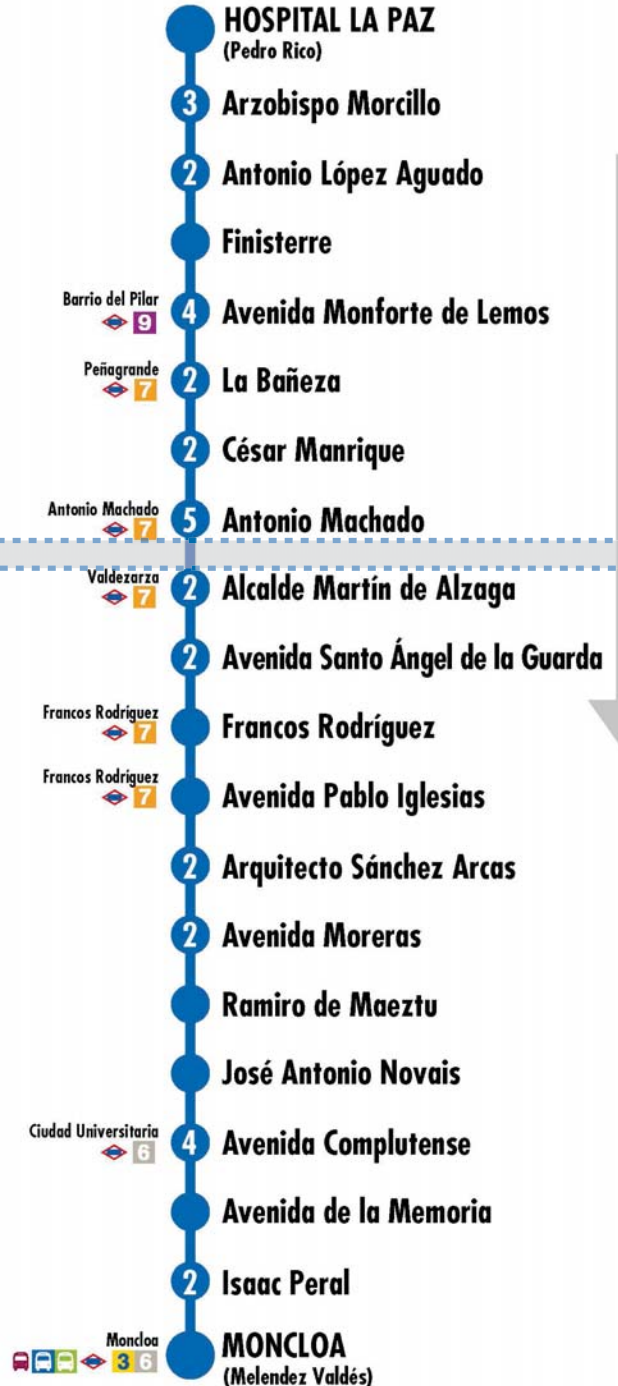 HOSPITAL LA PAZ
(Pedro Rico)
3 Arzobispo Morcillo
2 Antonio López Aguado
Finisterre
Barrio del Pilar
9
4 Avenida Monforte de Lemos
Peñagrande
7
2 La Bañeza
2 César Manrique
Antonio Machado
7
5 Antonio Machado
Valdezarza
7
2 Alcalde Martín de Alzaga
2 Avenida Santo Ángel de la Guarda
Francos Rodríguez
7
Francos Rodríguez
Francos Rodríguez
7
Avenida Pablo Iglesias
2 Arquitecto Sánchez Arcas
2 Avenida Moreras
Ramiro de Maeztu
José Antonio Novais
Ciudad Universitaria
6
4 Avenida Complutense
Avenida de la Memoria
2 Isaac Peral
Moncloa
3 6
MONCLOA
(Melendez Valdés)